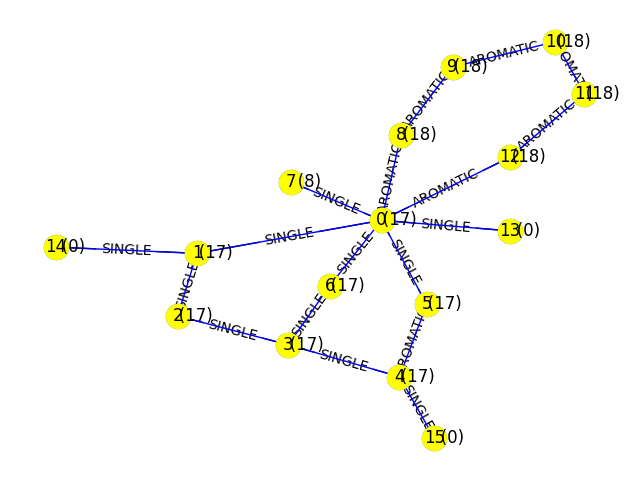 10(18)
AROMATIC
9(18)
AROMATIC
11(18)
AROMATIC
8(18)
AROMATIC
12(18)
AROMATIC
7(8)
SINGLE
AROMATIC
0(17)
SINGLE
13(0)
SINGLE
14(0)
SINGLE
1(17)
SINGLE
SINGLE
6(17)
SINGLE
5(17)
2(17)
SINGLE
SINGLE
3(17)
AROMATIC
SINGLE
4(17)
SINGLE
15(0)